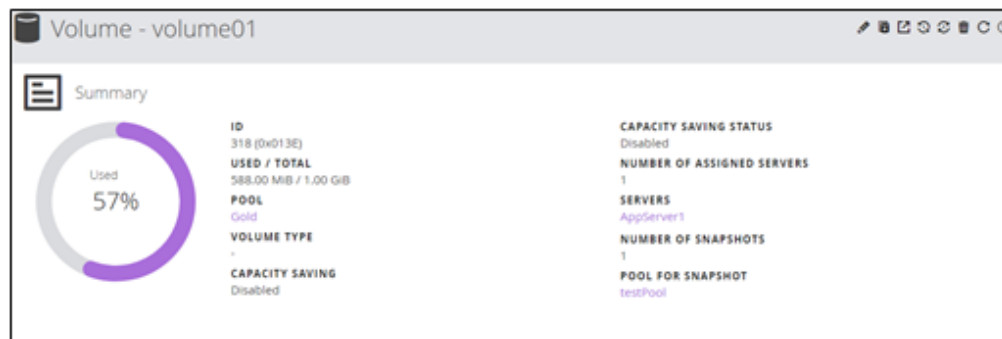 Volume - volume01
Summary
Used
57%
ID
318 (0x013E)
USED / TOTAL
588.00 MiB / 1.00 GiB
POOL
Gold
VOLUME TYPE
-
CAPACITY SAVING
Disabled
CAPACITY SAVING STATUS
Disabled
NUMBER OF ASSIGNED SERVERS
1
SERVERS
AppServer1
NUMBER OF SNAPSHOTS
1
POOL FOR SNAPSHOT
testPool